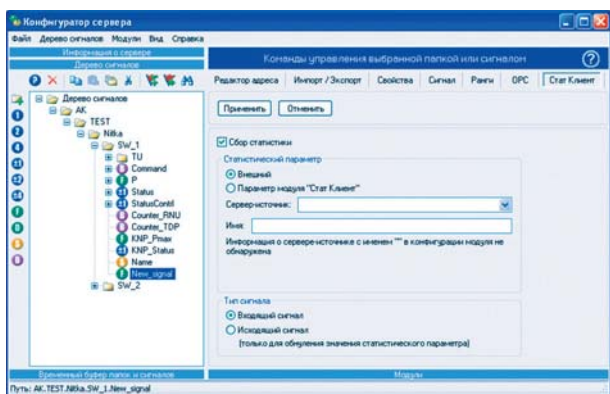 Конфигуратор сервера
Файл Дерево сигналов Модули Вид Справка
Информация о сервере
Дерево сигналов
Команды управления выбранной папкой или сигналом
Редактор адреса Импорт / Экспорт Свойства Сигнал Ранги OPC Стат Клиент
Применить Отменить
Дерево сигналов
АК
TEST
Nitka
SW_1
TU
Command
P
Status
StatusContil
Counter_RNU
Counter_TDP
KNP_Pmax
KNP_Status
Name
New_signal
SW_2
Сбор статистики
Статистический параметр
Внешний
Параметр модуля "Стат Клиент"
Сервер-источник:
Имя:
Информация о сервере-источнике с именем "" в конфигурации модуля не
обнаружена
Тип сигнала
Входящий сигнал
Исходящий сигнал
(только для обнуления значения статистического параметра)
Временный буфер папок и сигналов
Модули
Путь: AK.TEST.Nitka.SW_1.New_signal